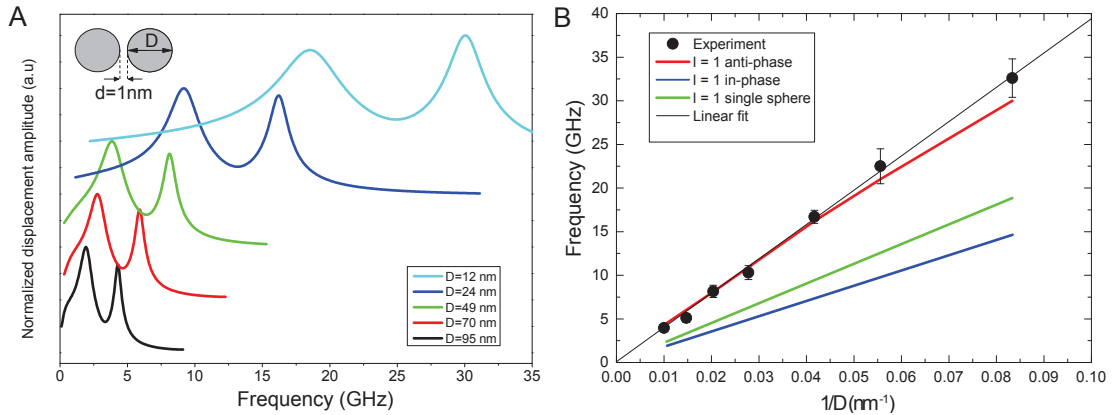 A
D
d=1nm
Normalized displacement amplitude (a.u)
D=12 nm
D=24 nm
D=49 nm
D=70 nm
D=95 nm
0 5 10 15 20 25 30 35
Frequency (GHz)
B
Frequency (GHz)
40
35
30
25
20
15
10
5
0
Experiment
l = 1 anti-phase
l = 1 in-phase
l = 1 single sphere
Linear fit
0.00 0.01 0.02 0.03 0.04 0.05 0.06 0.07 0.08 0.09 0.10
1/D(nm⁻¹)